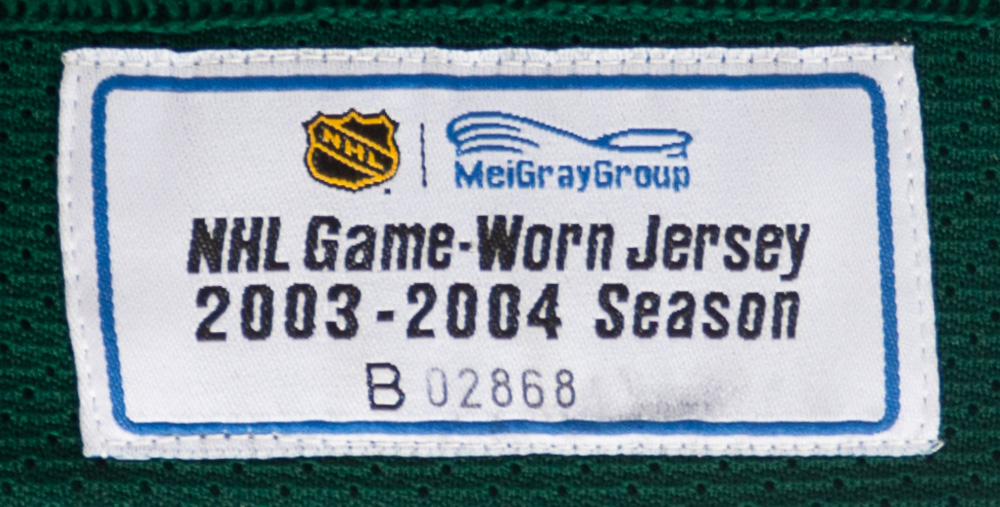 NHL MeiGrayGroup
NHL Game-Worn Jersey
2003-2004 Season
B 02868